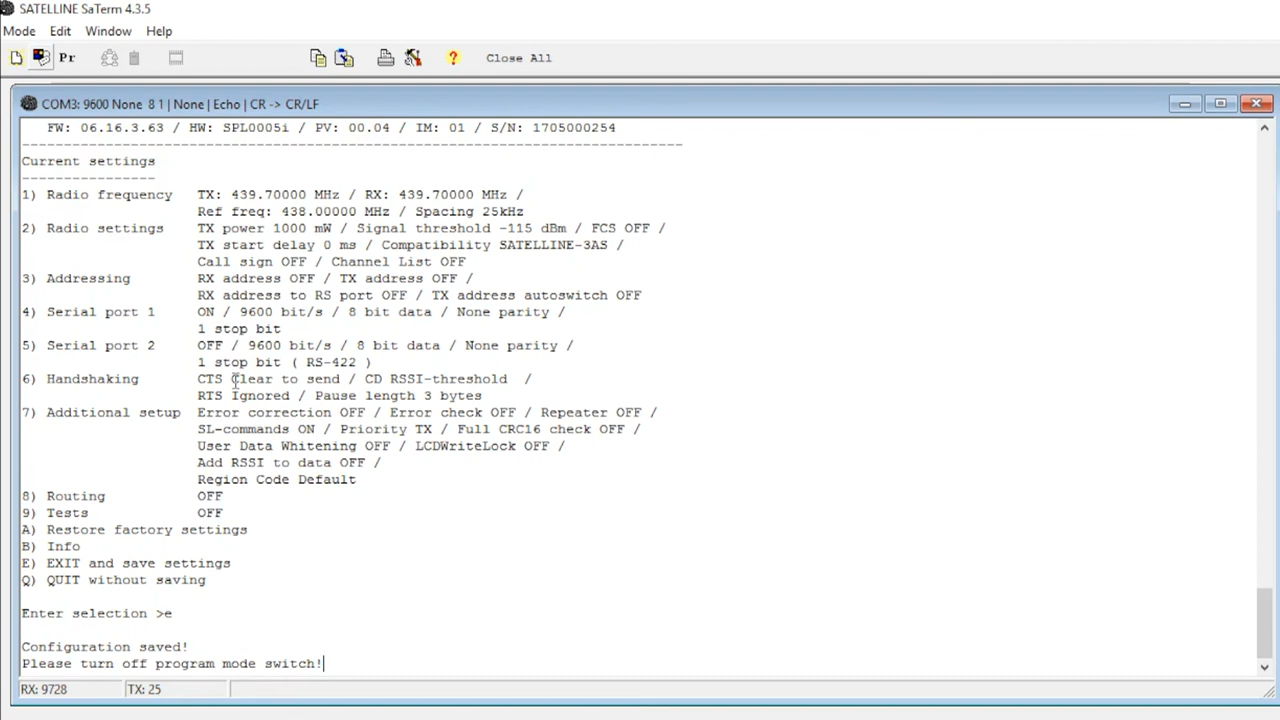 SATELLINE SaTerm 4.3.5
Mode Edit Window Help
Pr ? Close All
COM3: 9600 None 8 1 | None | Echo | CR -> CR/LF
FW: 06.16.3.63 / HW: SPL0005i / PV: 00.04 / IM: 01 / S/N: 1705000254
-------------------------------------------------------------------------------
Current settings
----------------
1) Radio frequency TX: 439.70000 MHz / RX: 439.70000 MHz /
Ref freq: 438.00000 MHz / Spacing 25kHz
2) Radio settings TX power 1000 mW / Signal threshold -115 dBm / FCS OFF /
TX start delay 0 ms / Compatibility SATELLINE-3AS /
Call sign OFF / Channel List OFF
3) Addressing RX address OFF / TX address OFF /
RX address to RS port OFF / TX address autoswitch OFF
4) Serial port 1 ON / 9600 bit/s / 8 bit data / None parity /
1 stop bit
5) Serial port 2 OFF / 9600 bit/s / 8 bit data / None parity /
1 stop bit ( RS-422 )
6) Handshaking CTS Clear to send / CD RSSI-threshold /
RTS Ignored / Pause length 3 bytes
7) Additional setup Error correction OFF / Error check OFF / Repeater OFF /
SL-commands ON / Priority TX / Full CRC16 check OFF /
User Data Whitening OFF / LCDWriteLock OFF /
Add RSSI to data OFF /
Region Code Default
8) Routing OFF
9) Tests OFF
A) Restore factory settings
B) Info
E) EXIT and save settings
Q) QUIT without saving
Enter selection >e
Configuration saved!
Please turn off program mode switch!
RX: 9728 TX: 25